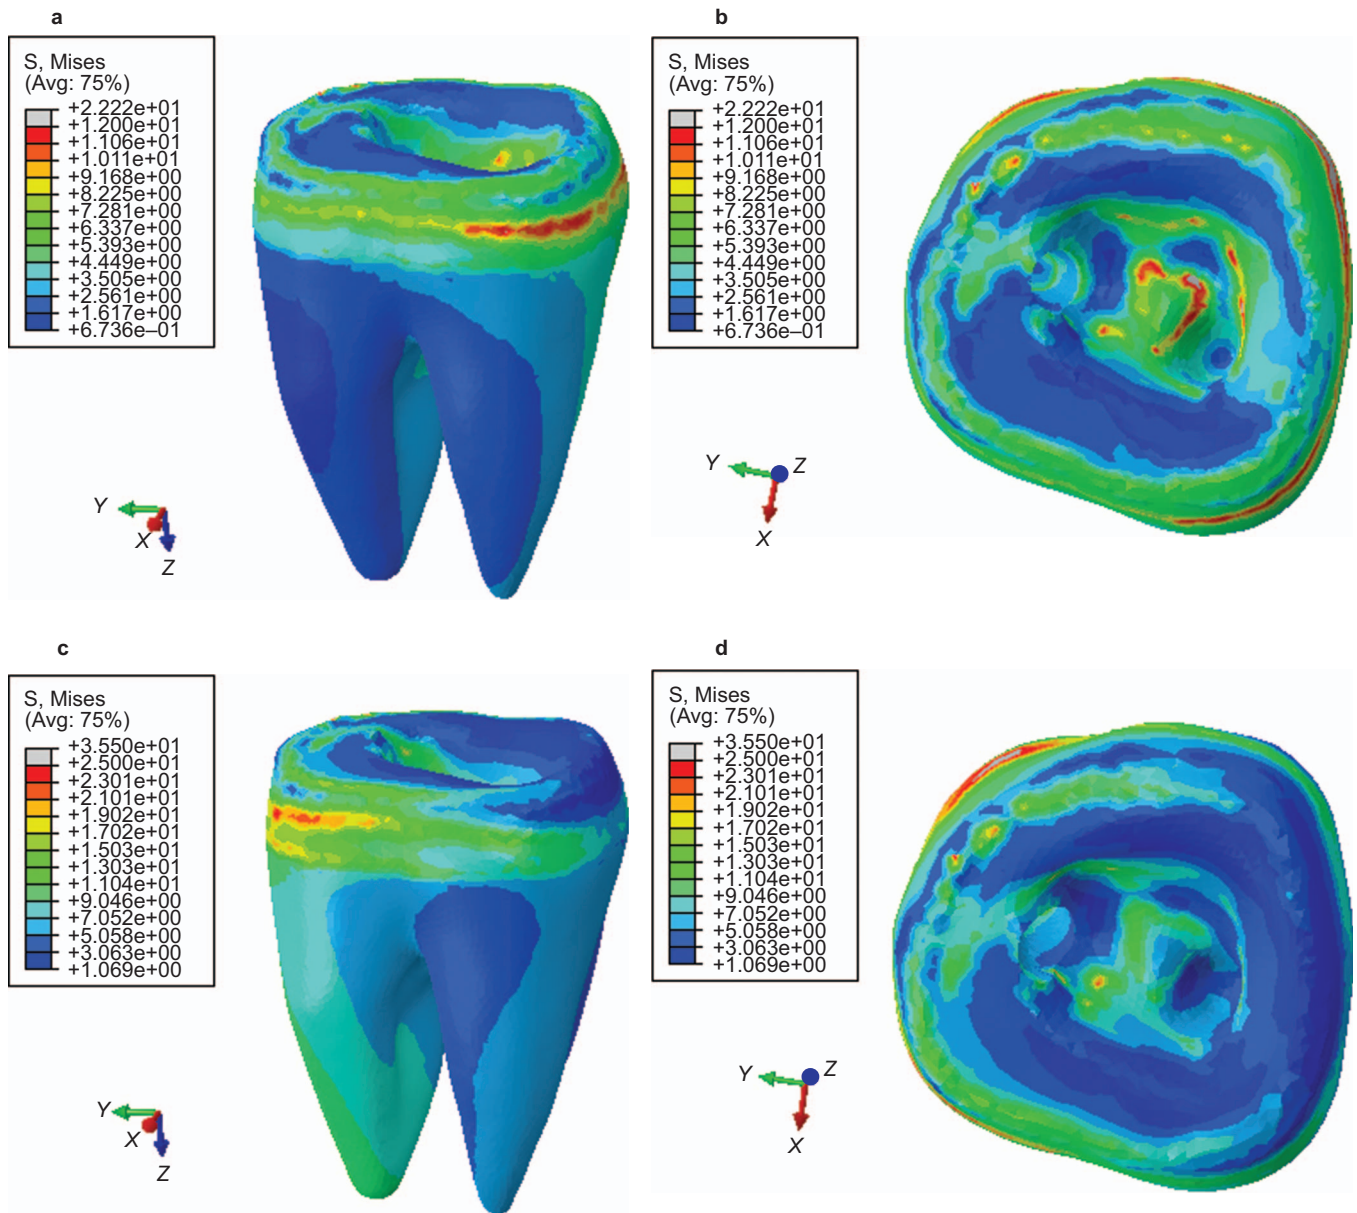 a
S, Mises
(Avg: 75%)
+2.222e+01
+1.200e+01
+1.106e+01
+1.011e+01
+9.168e+00
+8.225e+00
+7.281e+00
+6.337e+00
+5.393e+00
+4.449e+00
+3.505e+00
+2.561e+00
+1.617e+00
+6.736e–01
Y
X
Z
b
S, Mises
(Avg: 75%)
+2.222e+01
+1.200e+01
+1.106e+01
+1.011e+01
+9.168e+00
+8.225e+00
+7.281e+00
+6.337e+00
+5.393e+00
+4.449e+00
+3.505e+00
+2.561e+00
+1.617e+00
+6.736e–01
Y
Z
X
c
S, Mises
(Avg: 75%)
+3.550e+01
+2.500e+01
+2.301e+01
+2.101e+01
+1.902e+01
+1.702e+01
+1.503e+01
+1.303e+01
+1.104e+01
+9.046e+00
+7.052e+00
+5.058e+00
+3.063e+00
+1.069e+00
Y
X
Z
d
S, Mises
(Avg: 75%)
+3.550e+01
+2.500e+01
+2.301e+01
+2.101e+01
+1.902e+01
+1.702e+01
+1.503e+01
+1.303e+01
+1.104e+01
+9.046e+00
+7.052e+00
+5.058e+00
+3.063e+00
+1.069e+00
Y
Z
X